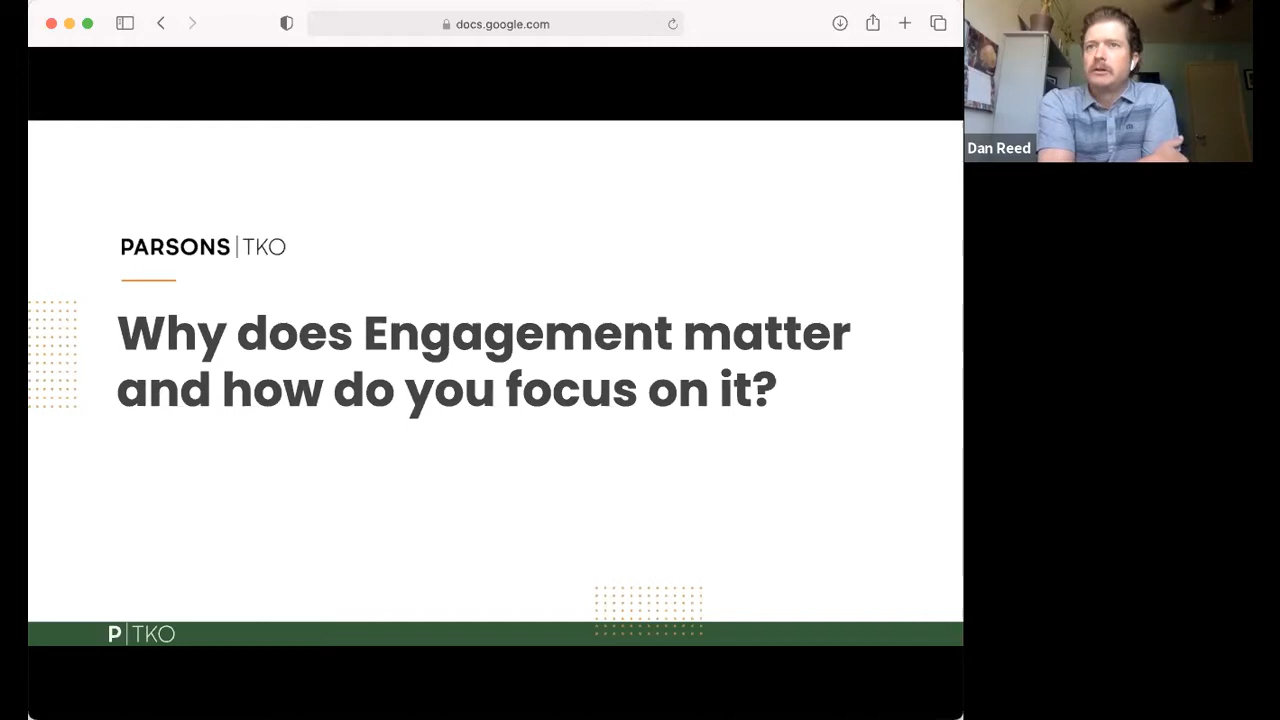 docs.google.com
Dan Reed
PARSONS|TKO
Why does Engagement matter
and how do you focus on it?
P|TKO